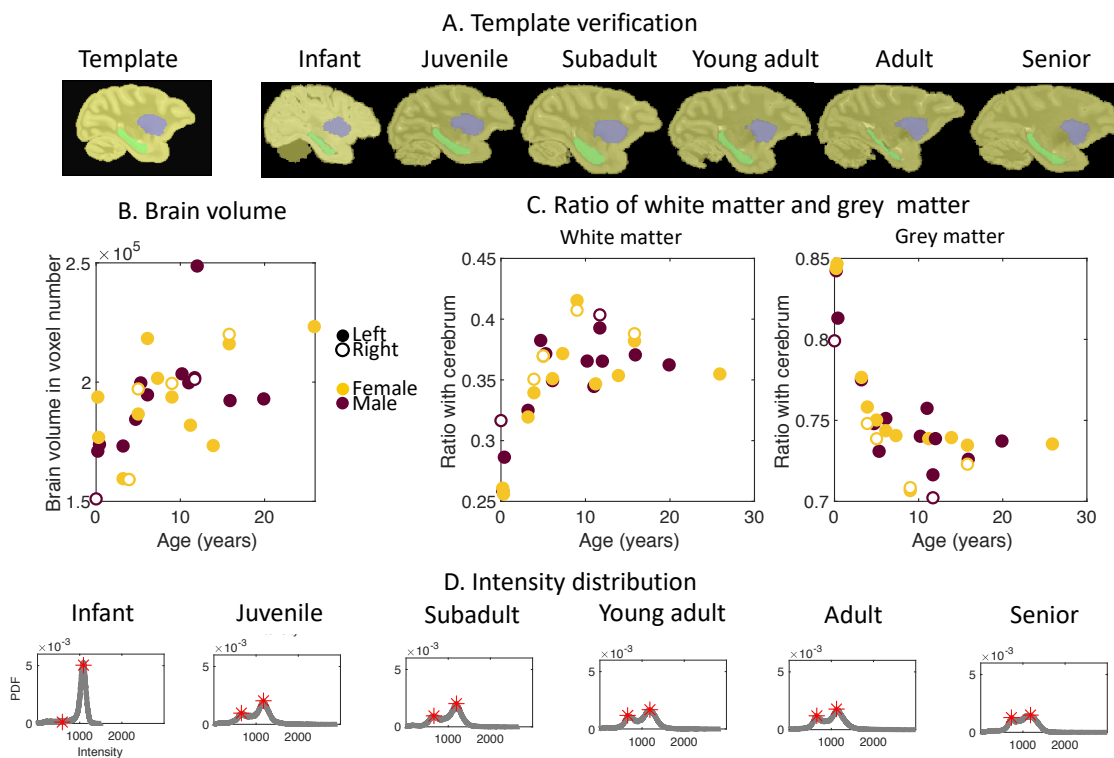 A. Template verification
Template
Infant
Juvenile
Subadult
Young adult
Adult
Senior
B. Brain volume
× 10^5
Brain volume in voxel number
2.5
2
1.5
0
10
20
Age (years)
Left
Right
Female
Male
C. Ratio of white matter and grey matter
White matter
Ratio with cerebrum
0.45
0.4
0.35
0.3
0.25
0
10
20
30
Age (years)
Grey matter
Ratio with cerebrum
0.85
0.8
0.75
0.7
0
10
20
30
Age (years)
D. Intensity distribution
Infant
×10^-3
PDF
5
0
1000
2000
Intensity
Juvenile
×10^-3
5
0
1000
2000
Subadult
×10^-3
5
0
1000
2000
Young adult
×10^-3
5
0
1000
2000
Adult
×10^-3
5
0
1000
2000
Senior
×10^-3
5
0
1000
2000